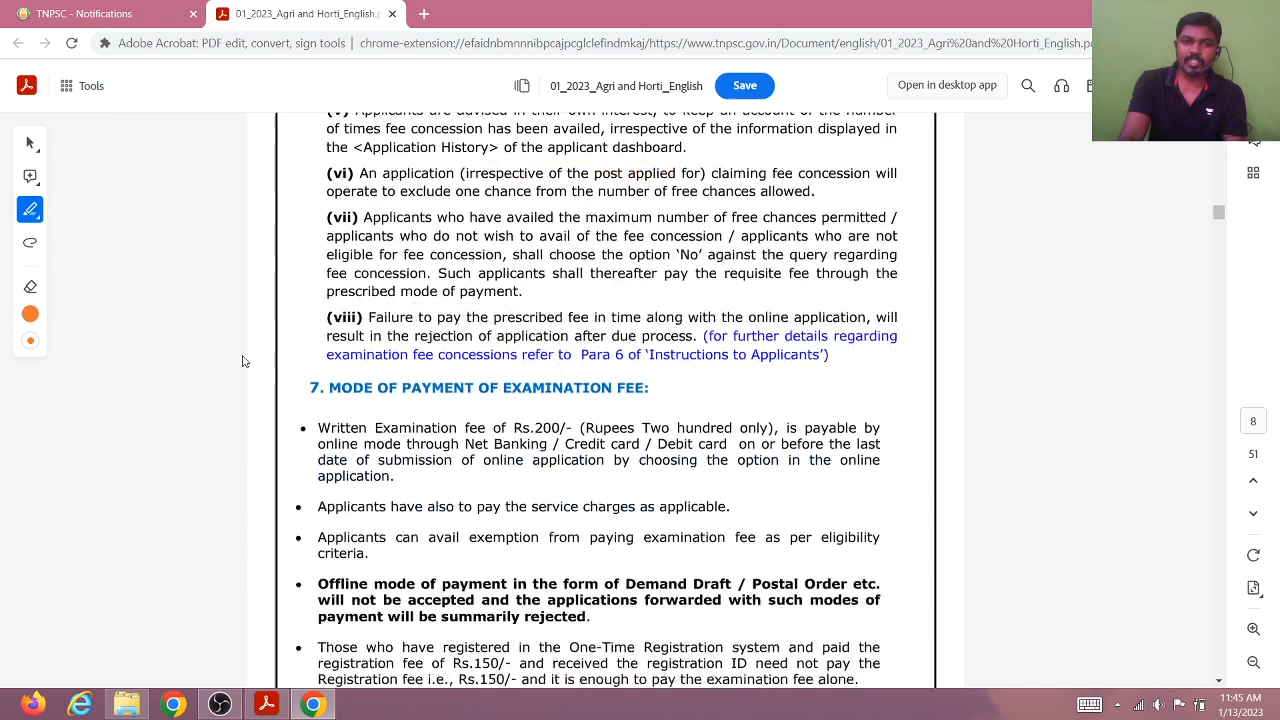 TNPSC - Notifications
01_2023_Agri and Horti_English.p
Adobe Acrobat: PDF edit, convert, sign tools
chrome-extension://efaidnbmnnnibpcajpcglclefindmkaj/https://www.tnpsc.gov.in/Document/english/01_2023_Agri%20and%20Horti_English.pd
Tools
01_2023_Agri and Horti_English
Save
Open in desktop app
(v) Applicants are advised in their own interest, to keep an account of the number
of times fee concession has been availed, irrespective of the information displayed in
the <Application History> of the applicant dashboard.
(vi) An application (irrespective of the post applied for) claiming fee concession will
operate to exclude one chance from the number of free chances allowed.
(vii) Applicants who have availed the maximum number of free chances permitted /
applicants who do not wish to avail of the fee concession / applicants who are not
eligible for fee concession, shall choose the option ‘No’ against the query regarding
fee concession. Such applicants shall thereafter pay the requisite fee through the
prescribed mode of payment.
(viii) Failure to pay the prescribed fee in time along with the online application, will
result in the rejection of application after due process. (for further details regarding
examination fee concessions refer to Para 6 of ‘Instructions to Applicants’)
7. MODE OF PAYMENT OF EXAMINATION FEE:
• Written Examination fee of Rs.200/- (Rupees Two hundred only), is payable by
online mode through Net Banking / Credit card / Debit card on or before the last
date of submission of online application by choosing the option in the online
application.
• Applicants have also to pay the service charges as applicable.
• Applicants can avail exemption from paying examination fee as per eligibility
criteria.
• Offline mode of payment in the form of Demand Draft / Postal Order etc.
will not be accepted and the applications forwarded with such modes of
payment will be summarily rejected.
• Those who have registered in the One-Time Registration system and paid the
registration fee of Rs.150/- and received the registration ID need not pay the
Registration fee i.e., Rs.150/- and it is enough to pay the examination fee alone.
8
51
11:45 AM
1/13/2023